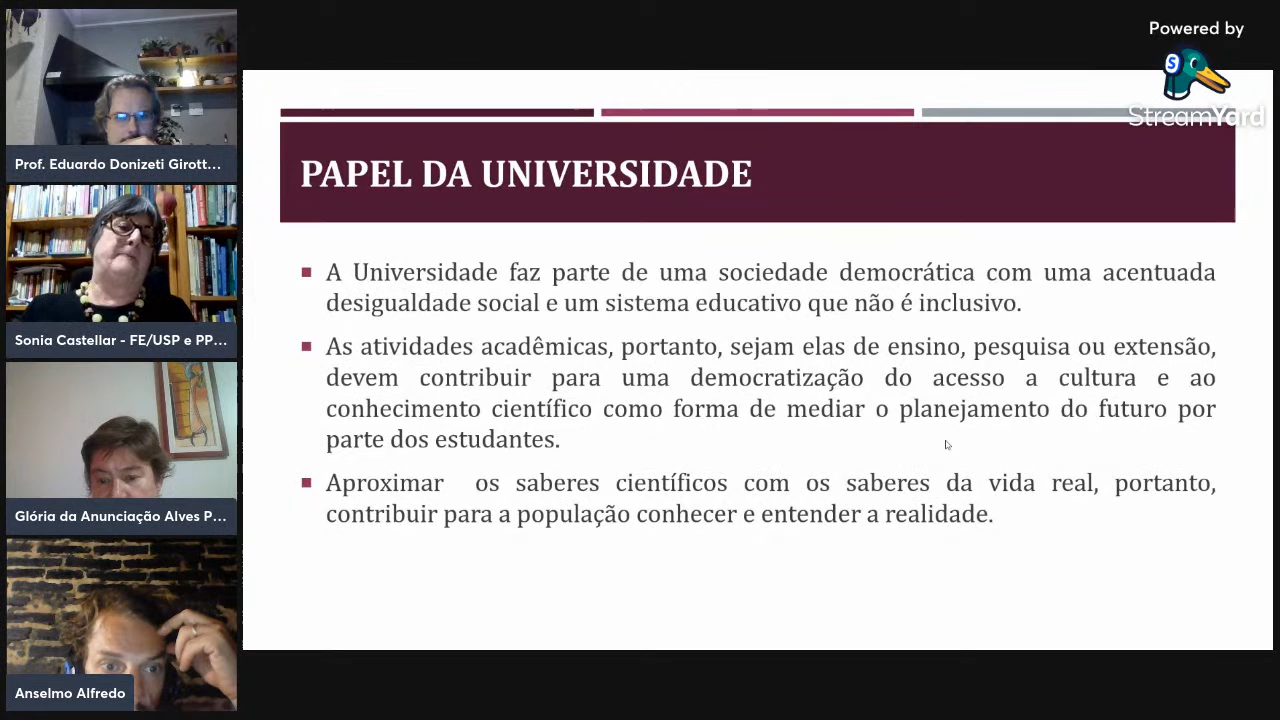 Powered by
StreamYard
Prof. Eduardo Donizeti Girott...
Sonia Castellar - FE/USP e PP...
Glória da Anunciação Alves P...
Anselmo Alfredo
PAPEL DA UNIVERSIDADE
A Universidade faz parte de uma sociedade democrática com uma acentuada
desigualdade social e um sistema educativo que não é inclusivo.
As atividades acadêmicas, portanto, sejam elas de ensino, pesquisa ou extensão,
devem contribuir para uma democratização do acesso a cultura e ao
conhecimento científico como forma de mediar o planejamento do futuro por
parte dos estudantes.
Aproximar os saberes científicos com os saberes da vida real, portanto,
contribuir para a população conhecer e entender a realidade.